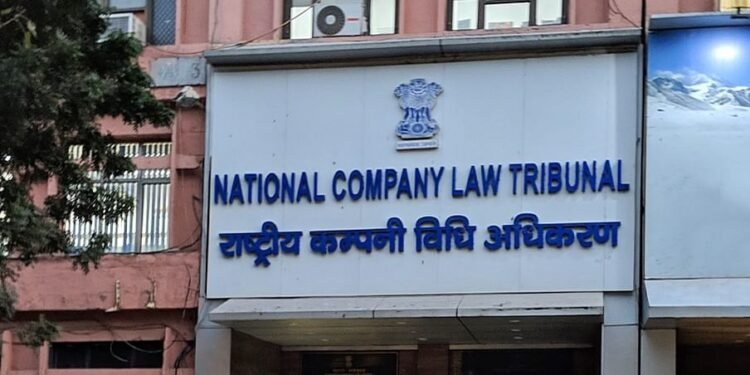 NATIONAL COMPANY LAW TRIBUNAL
राष्ट्रीय कम्पनी विधि अधिकरण